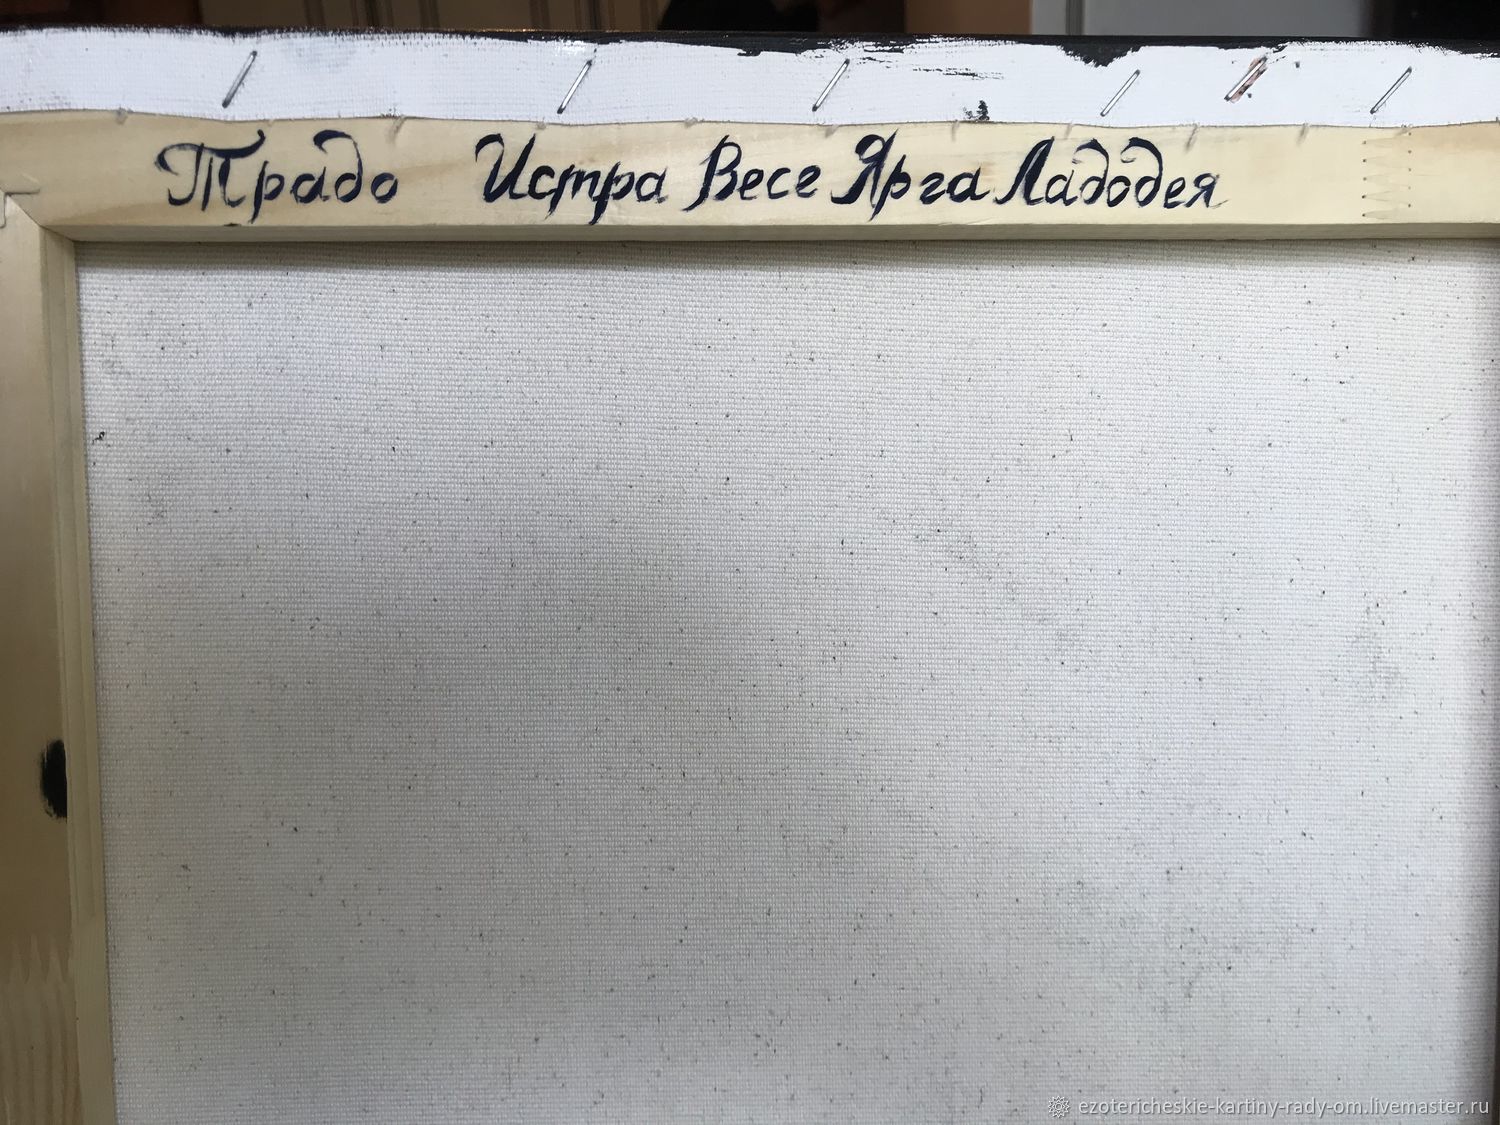 Традо Истра Весе Ярга Ладодея
ezotericheskie-kartiny-rady-om.livemaster.ru